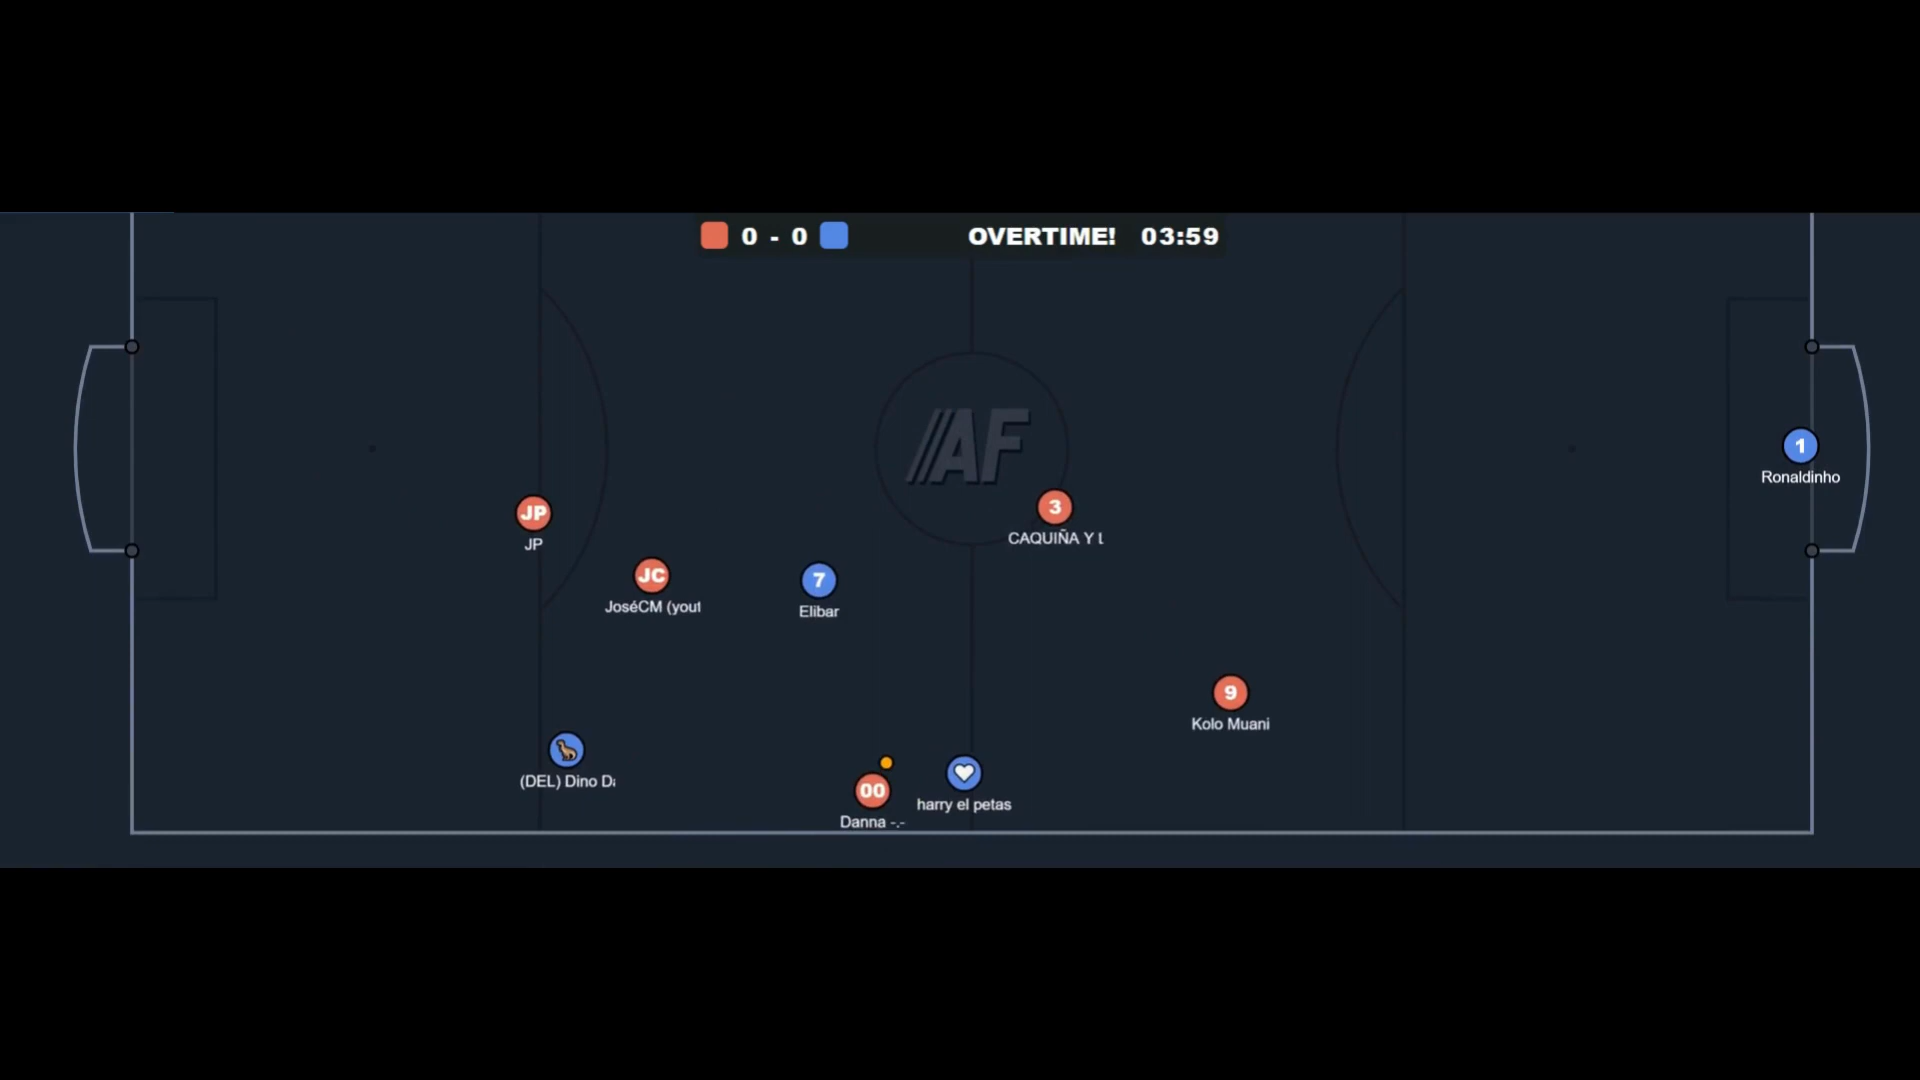 0 - 0 OVERTIME! 03:59
AF
1
Ronaldinho
3
CAQUIÑA Y L
JP
JP
JC
JoséCM (yout
7
Elibar
9
Kolo Muani
(DEL) Dino Da
00
Danna -.-
harry el petas